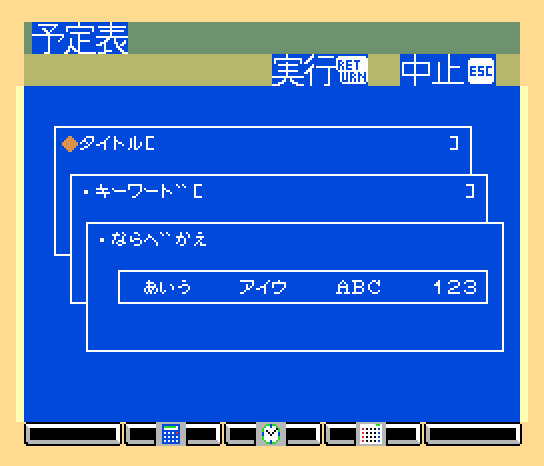 予定表
実行RETURN 中止ESC
◆タイトル[ ]
・キーワード[ ]
・ならべかえ
あいう アイウ ABC 123